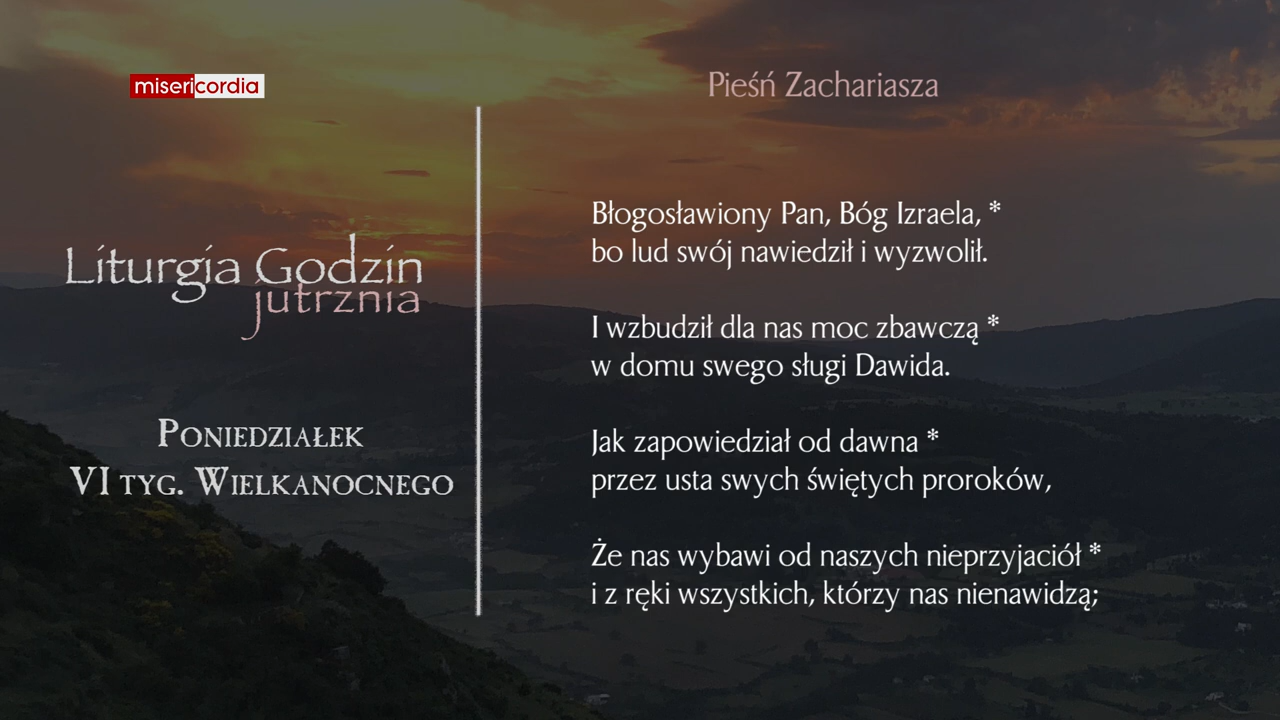 misericordia
Liturgia Godzin
jutrznia
Poniedziałek
VI tyg. Wielkanocnego
Pieśń Zachariasza
Błogosławiony Pan, Bóg Izraela, *
bo lud swój nawiedził i wyzwolił.
I wzbudził dla nas moc zbawczą *
w domu swego sługi Dawida.
Jak zapowiedział od dawna *
przez usta swych świętych proroków,
Że nas wybawi od naszych nieprzyjaciół *
i z ręki wszystkich, którzy nas nienawidzą;